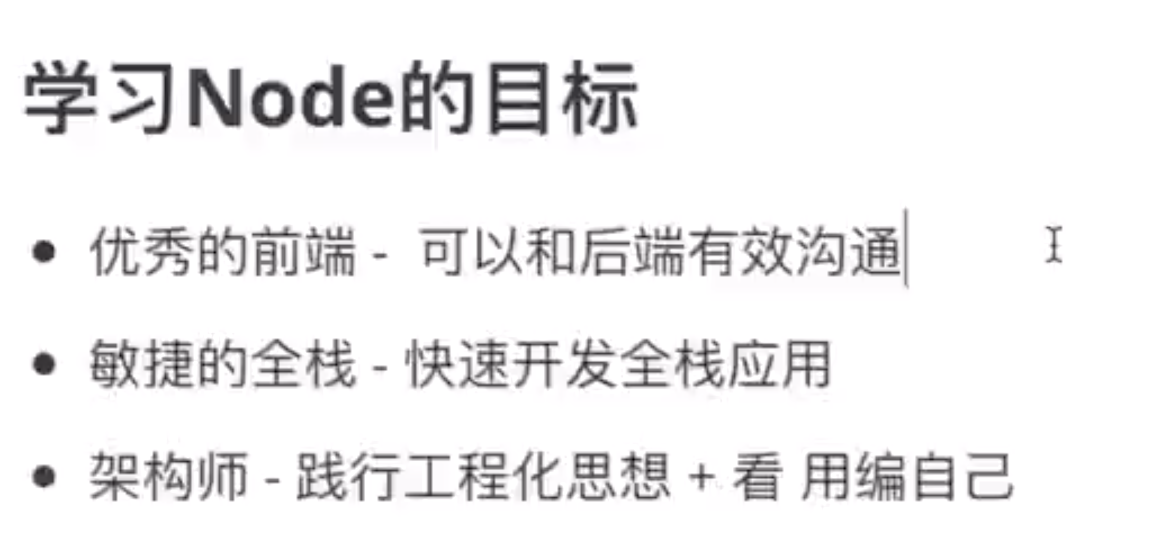 学习Node的目标
优秀的前端 - 可以和后端有效沟通
敏捷的全栈 - 快速开发全栈应用
架构师 - 践行工程化思想 + 看 用编自己